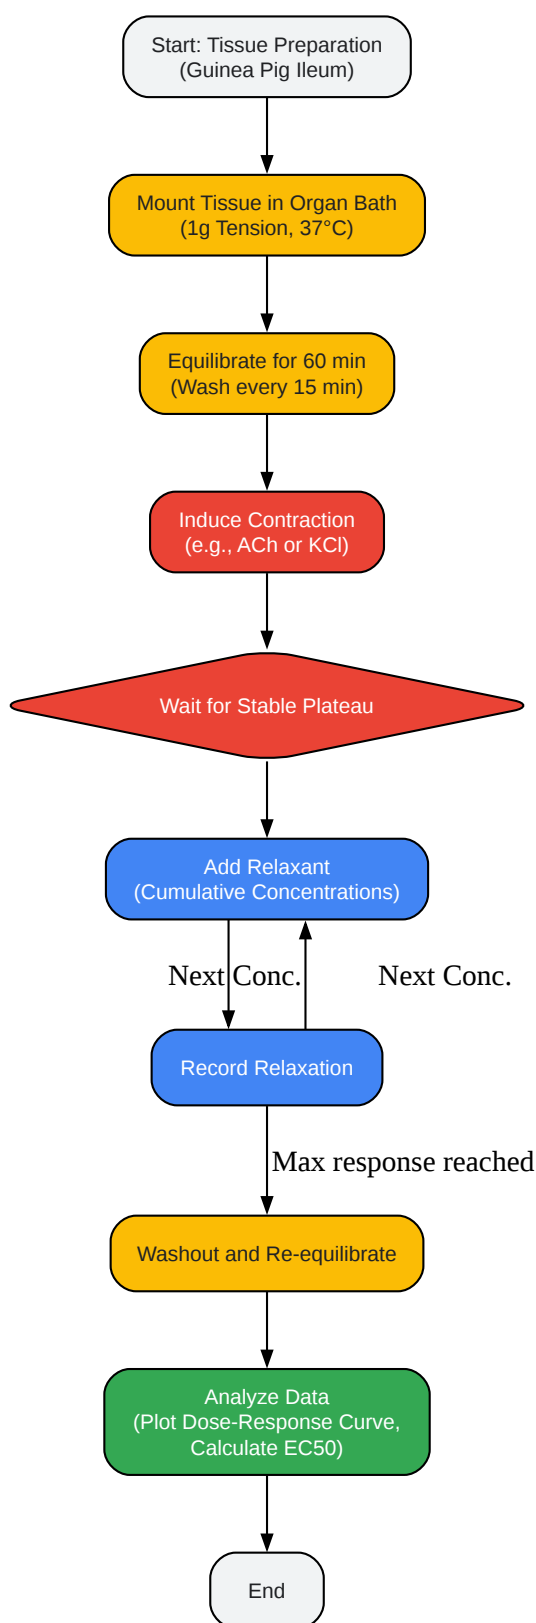 Start: Tissue Preparation
(Guinea Pig Ileum)
Mount Tissue in Organ Bath
(1g Tension, 37°C)
Equilibrate for 60 min
(Wash every 15 min)
Induce Contraction
(e.g., ACh or KCl)
Wait for Stable Plateau
Add Relaxant
(Cumulative Concentrations)
Next Conc.
Next Conc.
Record Relaxation
Max response reached
Washout and Re-equilibrate
Analyze Data
(Plot Dose-Response Curve,
Calculate EC50)
End